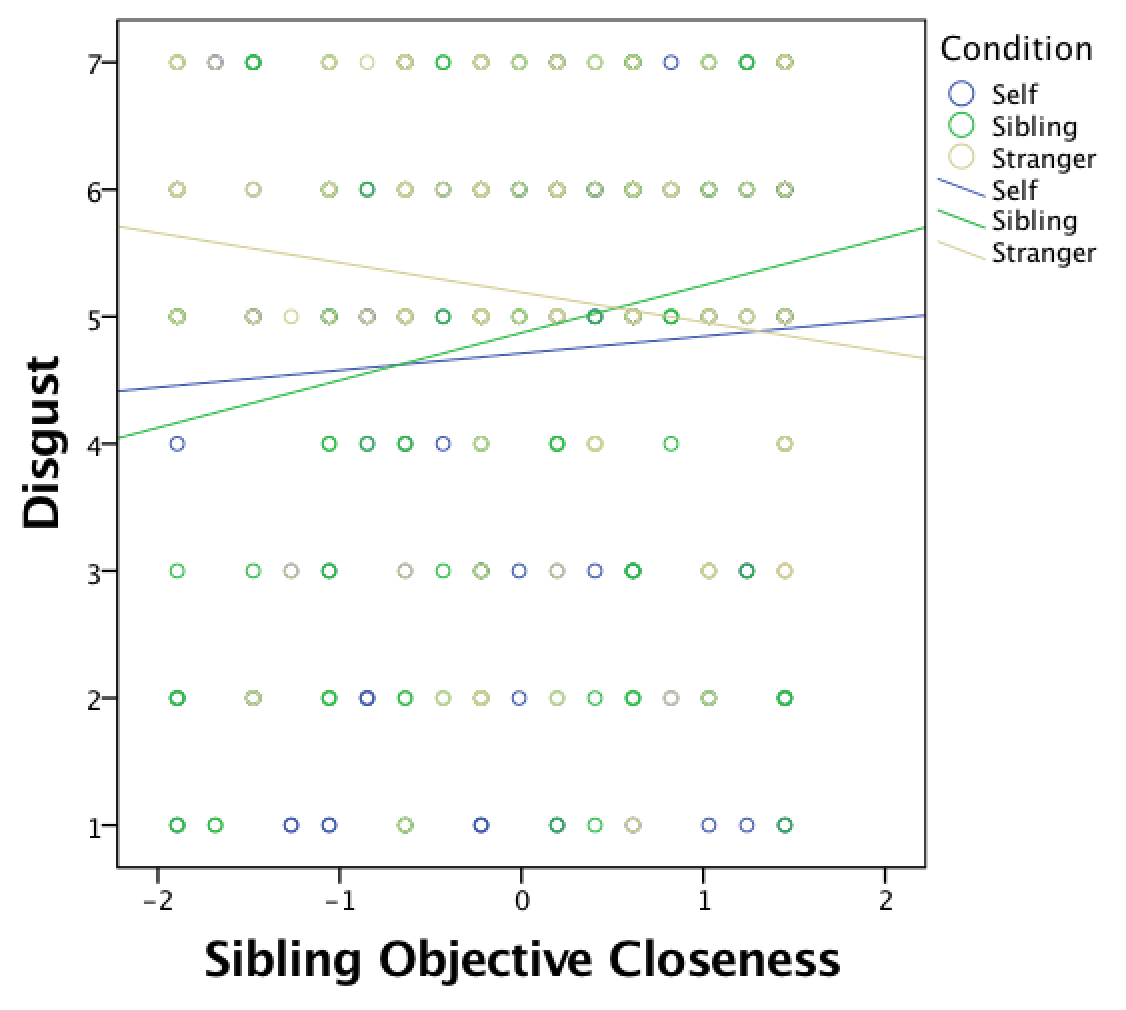 Condition
Self
Sibling
Stranger
Self
Sibling
Stranger
7
6
5
4
3
2
1
Disgust
−2
−1
0
1
2
Sibling Objective Closeness